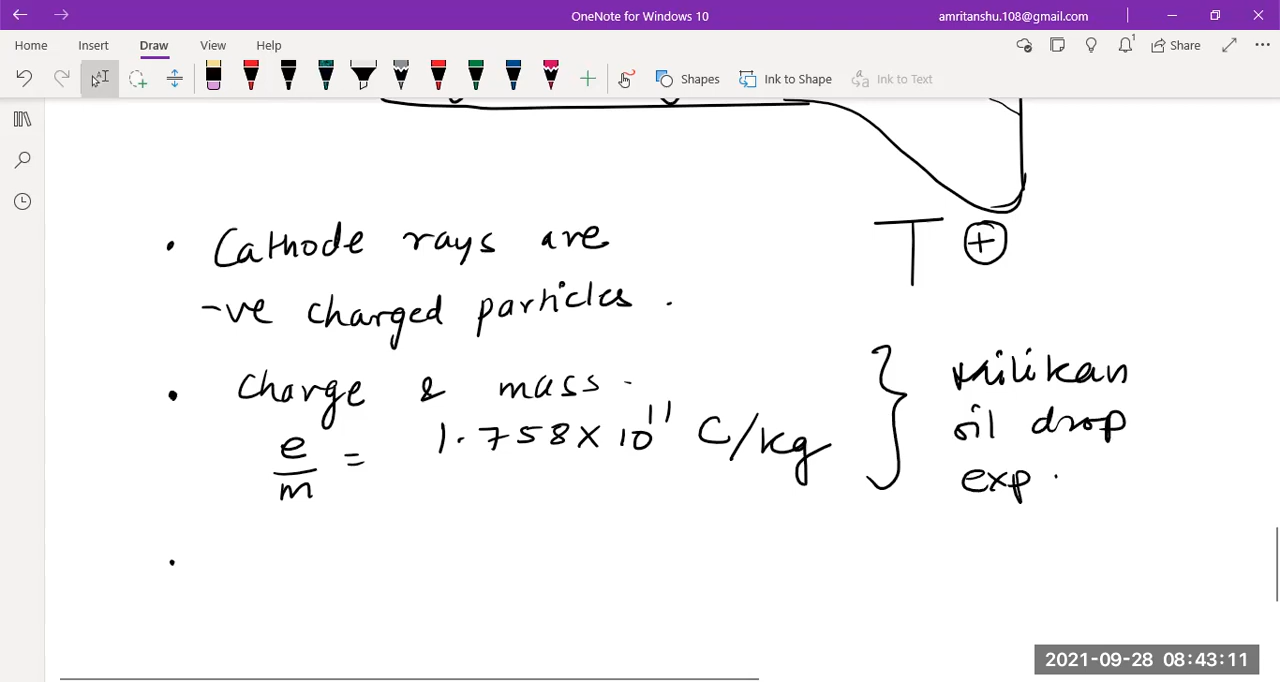 OneNote for Windows 10
amritanshu.108@gmail.com
Home Insert Draw View Help
1 Share
Shapes Ink to Shape Ink to Text
+
• Cathode rays are
-ve charged particles.
• Charge & mass.
e/m = 1.758 × 10^11 C/kg
Milikan
oil drop
exp.
•
2021-09-28 08:43:11